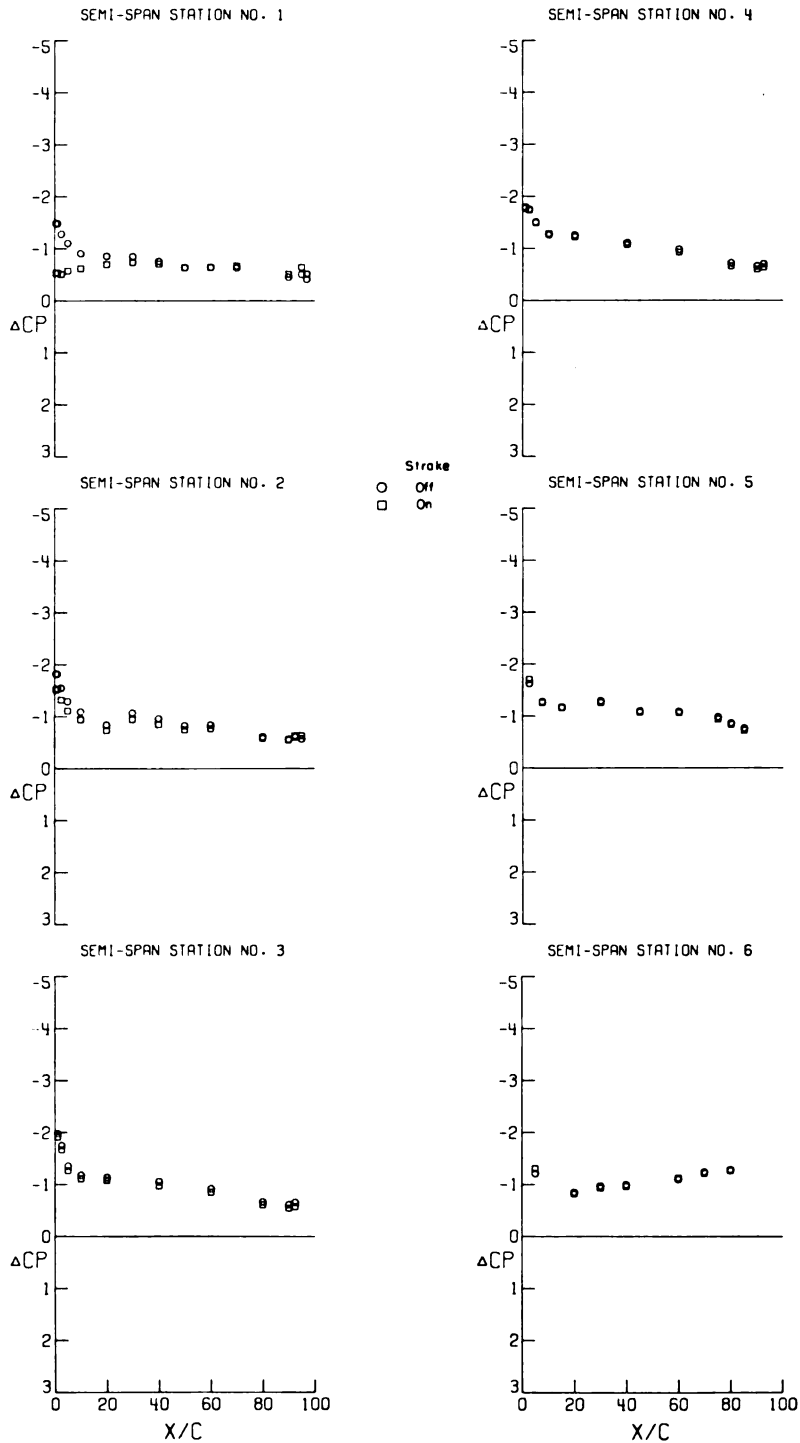 SEMI-SPAN STATION NO. 1
-5
-4
-3
-2
-1
0
ΔCP
1
2
3
SEMI-SPAN STATION NO. 4
-5
-4
-3
-2
-1
0
ΔCP
1
2
3
Strake
Off
On
SEMI-SPAN STATION NO. 2
-5
-4
-3
-2
-1
0
ΔCP
1
2
3
SEMI-SPAN STATION NO. 5
-5
-4
-3
-2
-1
0
ΔCP
1
2
3
SEMI-SPAN STATION NO. 3
-5
-4
-3
-2
-1
0
ΔCP
1
2
3
0 20 40 60 80 100
X/C
SEMI-SPAN STATION NO. 6
-5
-4
-3
-2
-1
0
ΔCP
1
2
3
0 20 40 60 80 100
X/C